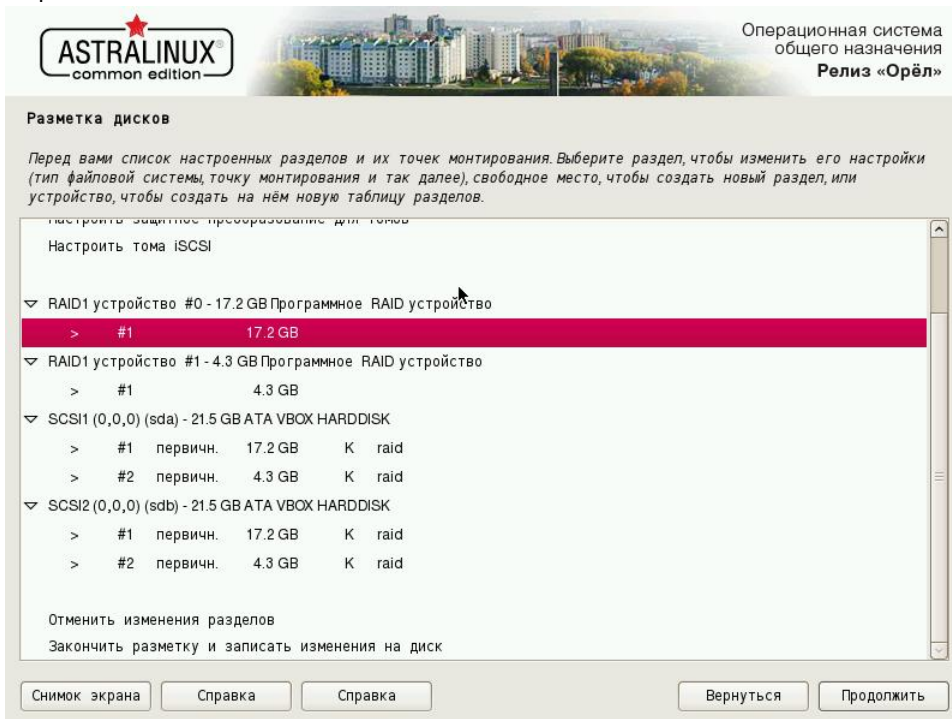 ASTRALINUX®
common edition
Операционная система
общего назначения
Релиз «Орёл»
Разметка дисков
Перед вами список настроенных разделов и их точек монтирования. Выберите раздел, чтобы изменить его настройки
(тип файловой системы, точку монтирования и так далее), свободное место, чтобы создать новый раздел, или
устройство, чтобы создать на нём новую таблицу разделов.
Настроить защитное преобразование для томов
Настроить тома iSCSI
RAID1 устройство #0 - 17.2 GB Программное RAID устройство
> #1 17.2 GB
RAID1 устройство #1 - 4.3 GB Программное RAID устройство
> #1 4.3 GB
SCSI1 (0,0,0) (sda) - 21.5 GB ATA VBOX HARDDISK
> #1 первичн. 17.2 GB K raid
> #2 первичн. 4.3 GB K raid
SCSI2 (0,0,0) (sdb) - 21.5 GB ATA VBOX HARDDISK
> #1 первичн. 17.2 GB K raid
> #2 первичн. 4.3 GB K raid
Отменить изменения разделов
Закончить разметку и записать изменения на диск
Снимок экрана Справка Справка Вернуться Продолжить